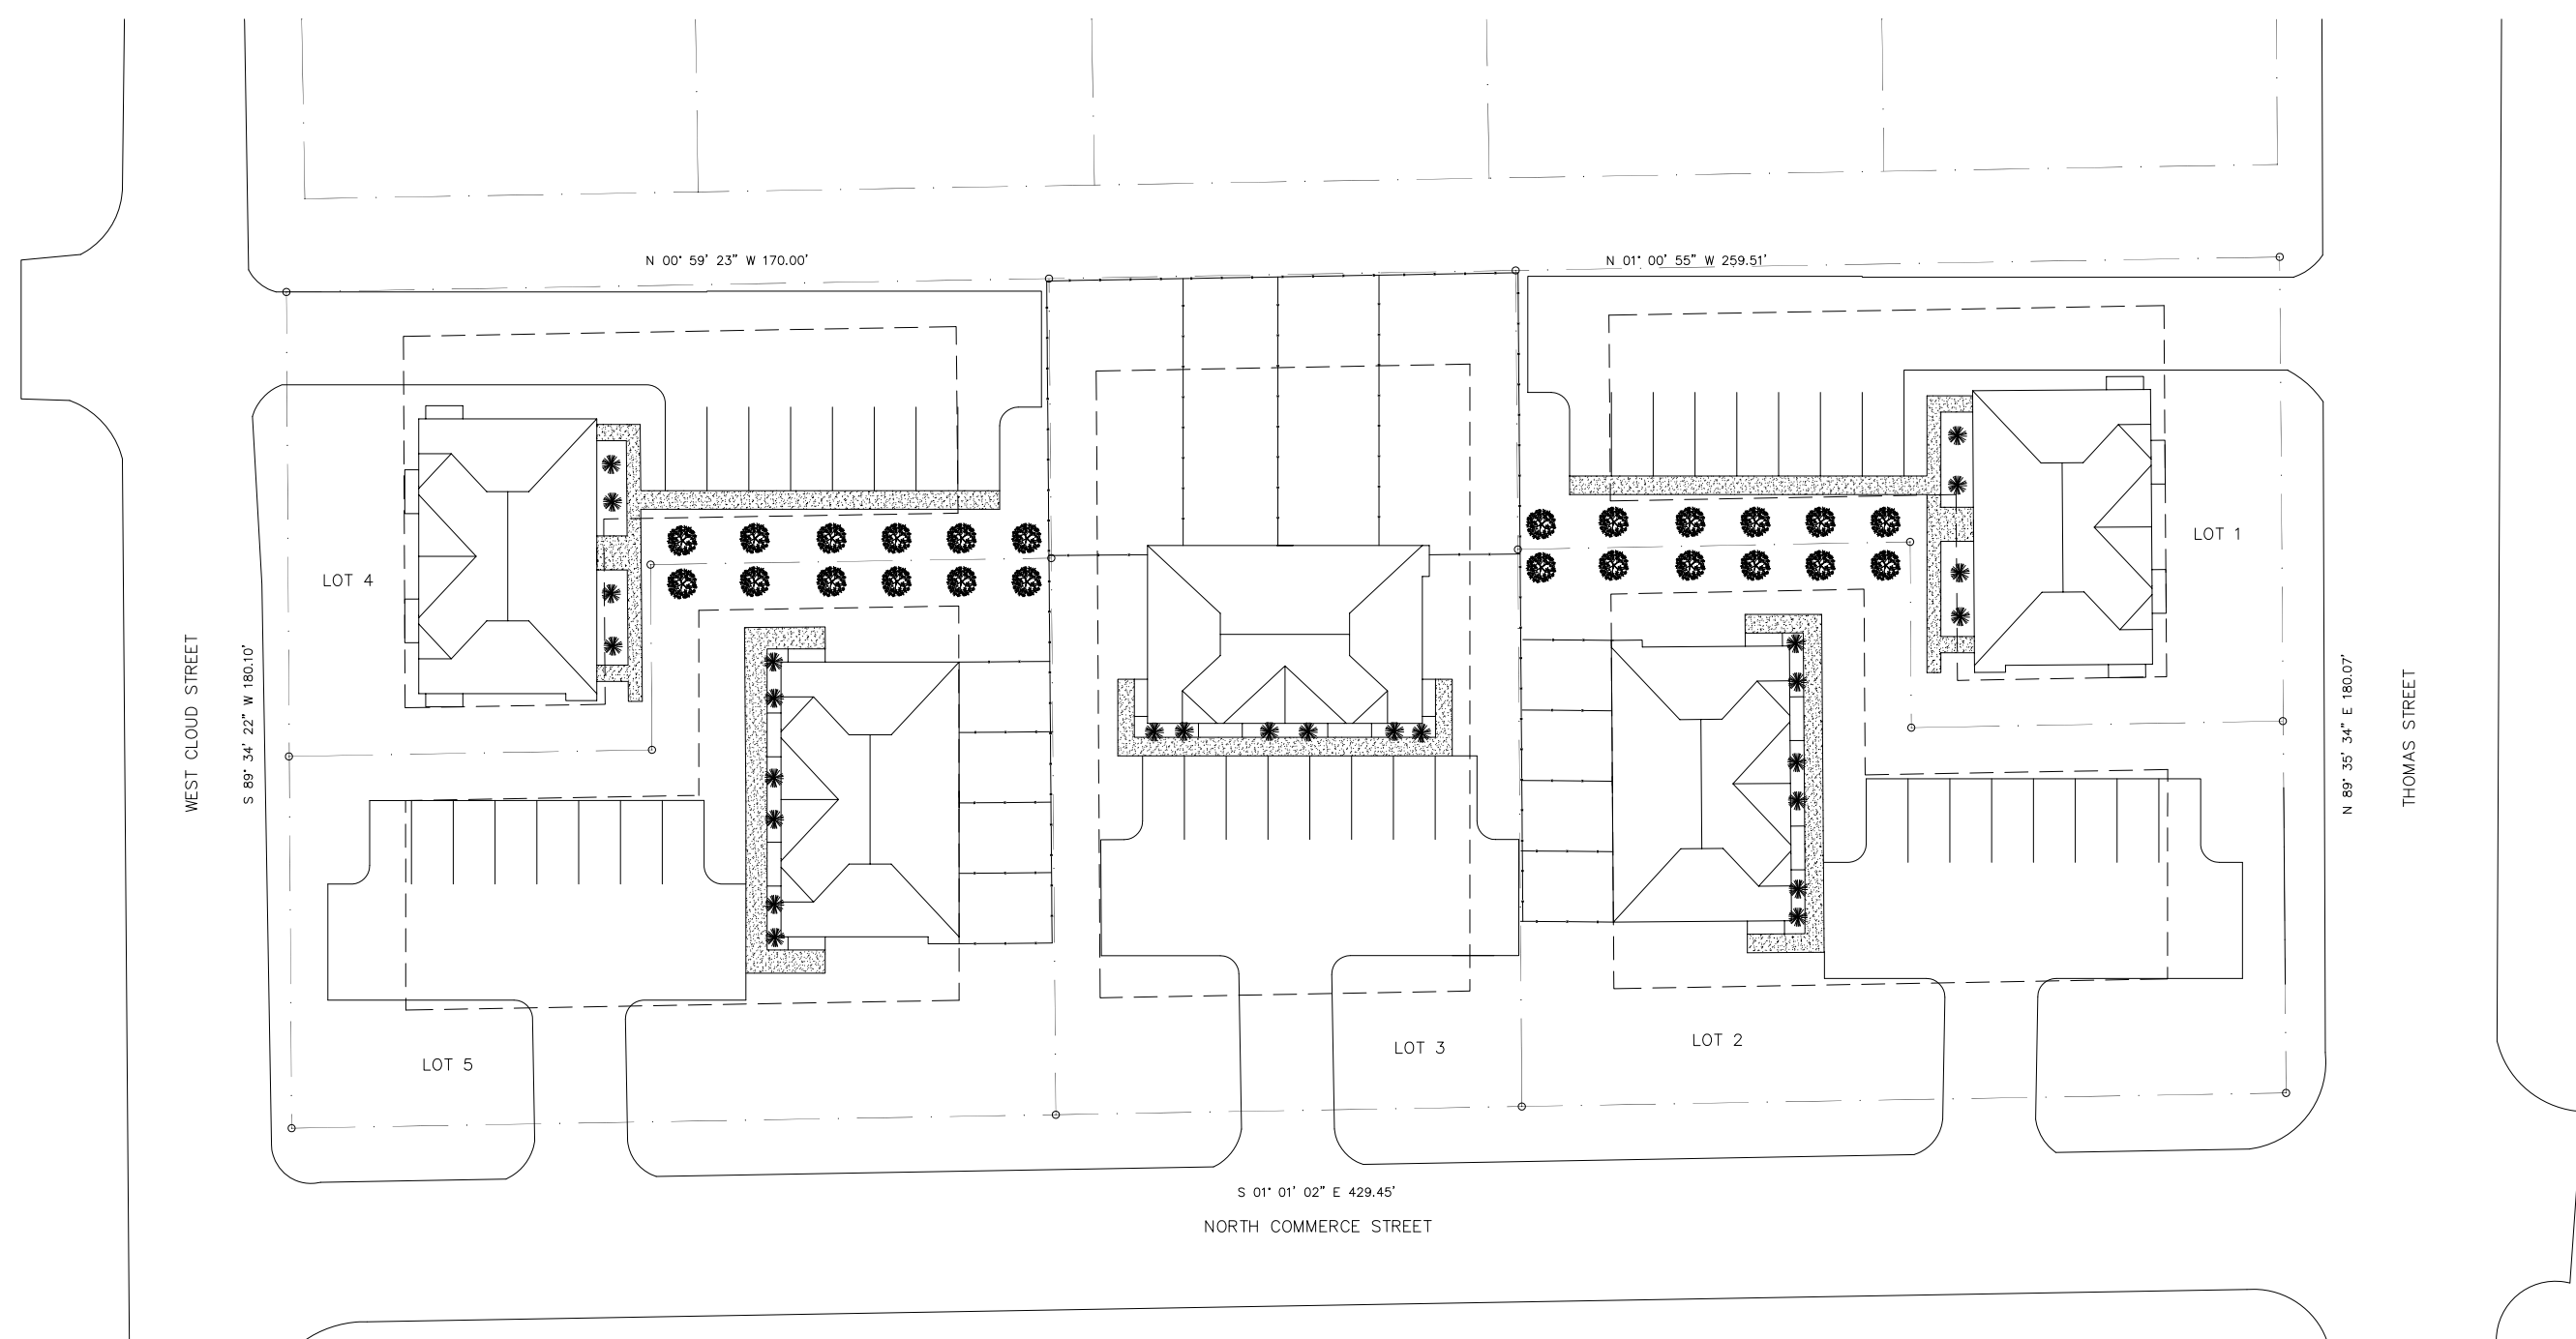 N 00° 59' 23" W 170.00'
N 01° 00' 55" W 259.51'
LOT 1
LOT 4
WEST CLOUD STREET
S 89° 34' 22" W 180.10'
N 89° 35' 34" E 180.07'
THOMAS STREET
LOT 2
LOT 3
LOT 5
S 01° 01' 02" E 429.45'
NORTH COMMERCE STREET